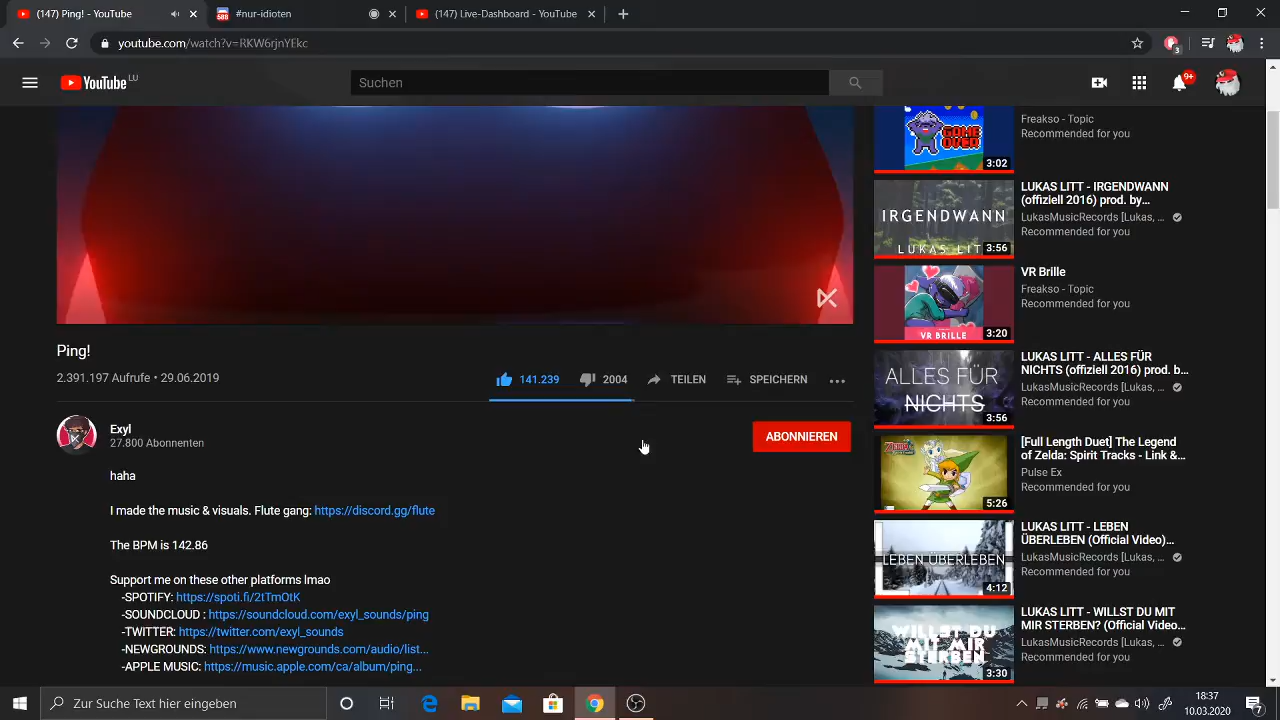 (147) Ping! - YouTube
588
#nur-idioten
(147) Live-Dashboard - YouTube
youtube.com/watch?v=RKW6rjnYEkc
3
YouTube LU
Suchen
9+
GAME OVER
3:02
Freakso - Topic
Recommended for you
IRGENDWANN
LUKAS LIT
3:56
LUKAS LITT - IRGENDWANN
(offiziell 2016) prod. by...
LukasMusicRecords [Lukas, ...
Recommended for you
VR BRILLE
3:20
VR Brille
Freakso - Topic
Recommended for you
ALLES FÜR
NICHTS
3:56
LUKAS LITT - ALLES FÜR
NICHTS (offiziell 2016) prod. b...
LukasMusicRecords [Lukas, ...
Recommended for you
5:26
[Full Length Duet] The Legend
of Zelda: Spirit Tracks - Link &...
Pulse Ex
Recommended for you
LEBEN ÜBERLEBEN
4:12
LUKAS LITT - LEBEN
ÜBERLEBEN (Official Video)...
LukasMusicRecords [Lukas, ...
Recommended for you
WILLST DU
MIT MIR
STERBEN
3:30
LUKAS LITT - WILLST DU MIT
MIR STERBEN? (Official Video...
LukasMusicRecords [Lukas, ...
Recommended for you
Ping!
2.391.197 Aufrufe • 29.06.2019
141.239
2004
TEILEN
SPEICHERN
Exyl
27.800 Abonnenten
ABONNIEREN
haha
I made the music & visuals. Flute gang: https://discord.gg/flute
The BPM is 142.86
Support me on these other platforms lmao
-SPOTIFY: https://spoti.fi/2tTmOtK
-SOUNDCLOUD : https://soundcloud.com/exyl_sounds/ping
-TWITTER: https://twitter.com/exyl_sounds
-NEWGROUNDS: https://www.newgrounds.com/audio/list...
-APPLE MUSIC: https://music.apple.com/ca/album/ping...
Zur Suche Text hier eingeben
18:37
10.03.2020
7